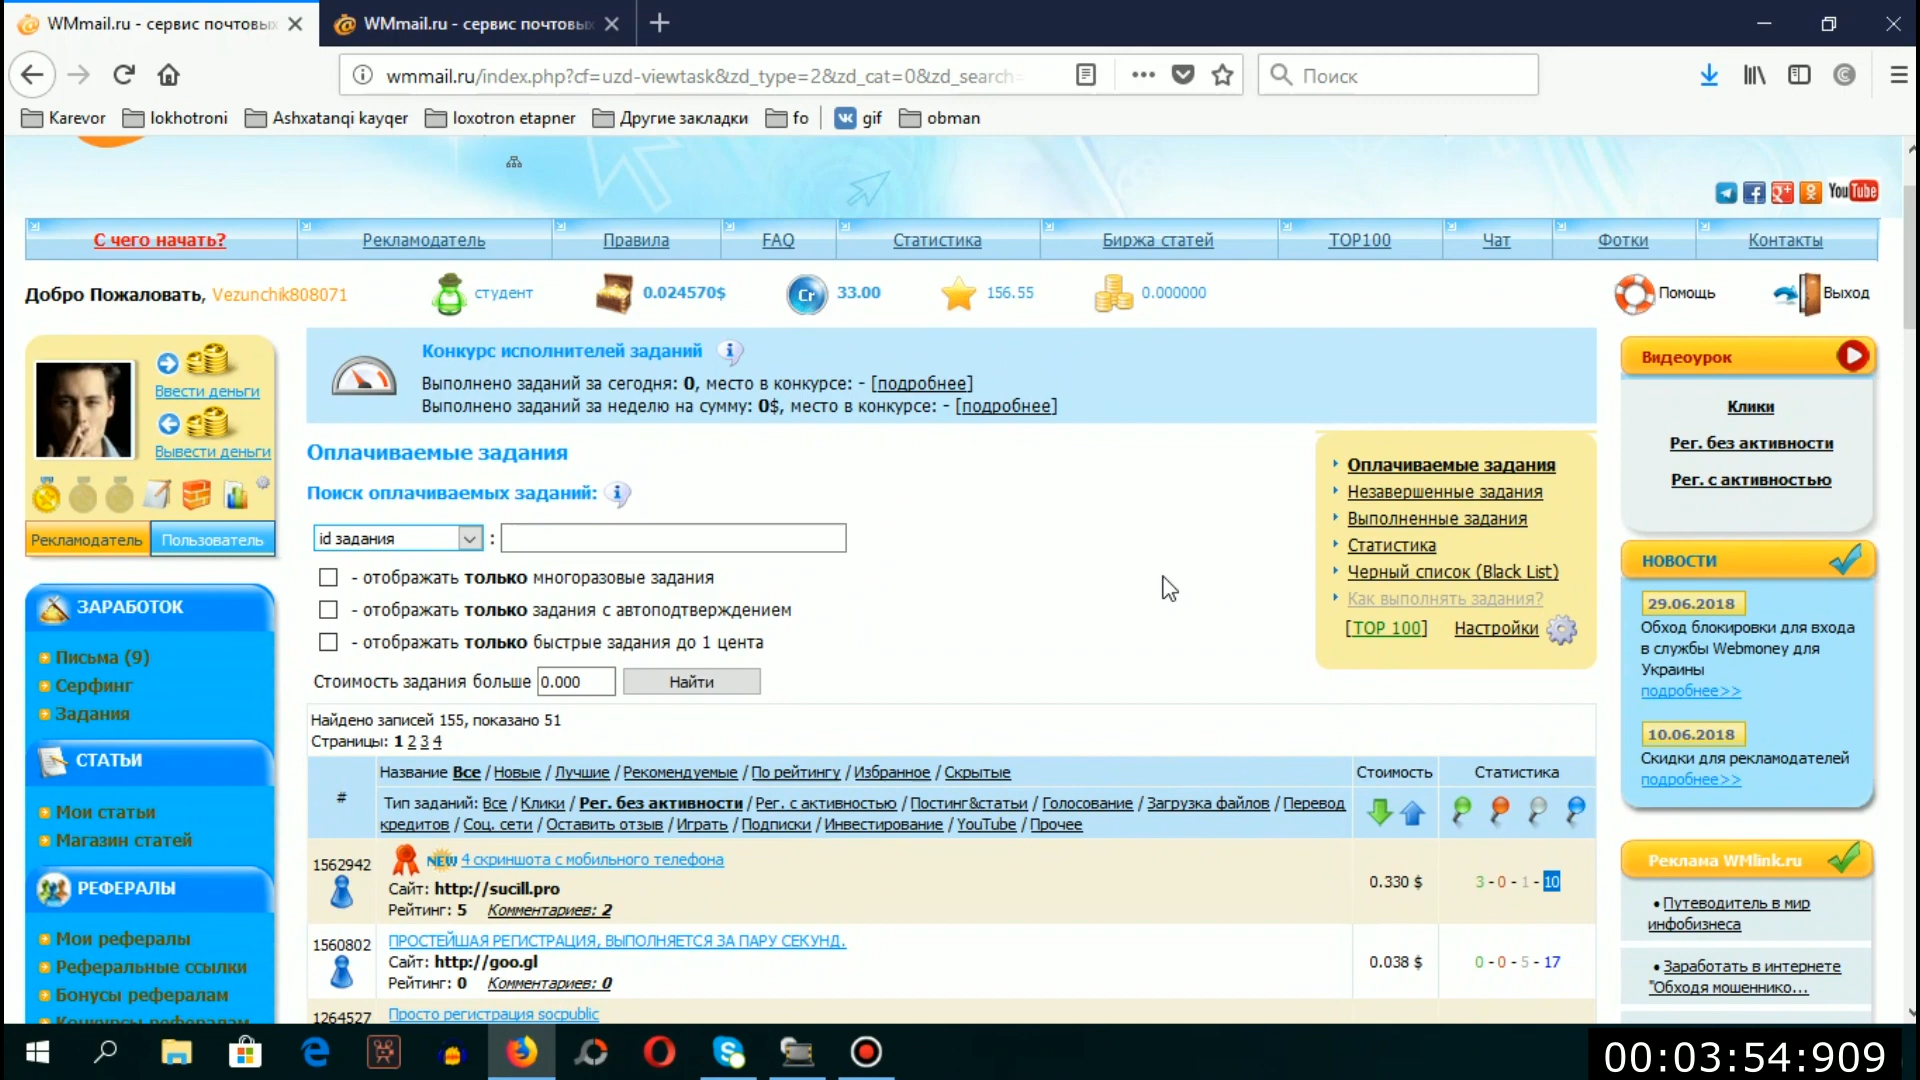 WMmail.ru - сервис почтовых
WMmail.ru - сервис почтовых
wmmail.ru/index.php?cf=uzd-viewtask&zd_type=2&zd_cat=0&zd_search=
Поиск
Karevor
lokhotroni
Ashxatanqi kayqer
loxotron etapner
Другие закладки
fo
gif
obman
You Tube
С чего начать?
Рекламодатель
Правила
FAQ
Статистика
Биржа статей
TOP100
Чат
Фотки
Контакты
Добро Пожаловать, Vezunchik808071
студент
0.024570$
Cr 33.00
156.55
0.000000
Помощь
Выход
Ввести деньги
Вывести деньги
Рекламодатель
Пользователь
ЗАРАБОТОК
Письма (9)
Серфинг
Задания
СТАТЬИ
Мои статьи
Магазин статей
РЕФЕРАЛЫ
Мои рефералы
Реферальные ссылки
Бонусы рефералам
Конкурсы рефералам
Конкурс исполнителей заданий
Выполнено заданий за сегодня: 0, место в конкурсе: - [подробнее]
Выполнено заданий за неделю на сумму: 0$, место в конкурсе: - [подробнее]
Оплачиваемые задания
Поиск оплачиваемых заданий:
id задания :
- отображать только многоразовые задания
- отображать только задания с автоподтверждением
- отображать только быстрые задания до 1 цента
Стоимость задания больше 0.000 Найти
Оплачиваемые задания
Незавершенные задания
Выполненные задания
Статистика
Черный список (Black List)
Как выполнять задания?
[TOP 100] Настройки
Найдено записей 155, показано 51
Страницы: 1 2 3 4
#
Название Все / Новые / Лучшие / Рекомендуемые / По рейтингу / Избранное / Скрытые
Стоимость
Статистика
Тип заданий: Все / Клики / Рег. без активности / Рег. с активностью / Постинг&статьи / Голосование / Загрузка файлов / Перевод
кредитов / Соц. сети / Оставить отзыв / Играть / Подписки / Инвестирование / YouTube / Прочее
1562942
NEW 4 скриншота с мобильного телефона
Сайт: http://sucill.pro
Рейтинг: 5 Комментариев: 2
0.330 $
3 - 0 - 1 - 10
1560802
ПРОСТЕЙШАЯ РЕГИСТРАЦИЯ, ВЫПОЛНЯЕТСЯ ЗА ПАРУ СЕКУНД.
Сайт: http://goo.gl
Рейтинг: 0 Комментариев: 0
0.038 $
0 - 0 - 5 - 17
1264527
Просто регистрация socpublic
Видеоурок
Клики
Рег. без активности
Рег. с активностью
НОВОСТИ
29.06.2018
Обход блокировки для входа
в службы Webmoney для
Украины
подробнее>>
10.06.2018
Скидки для рекламодателей
подробнее>>
Реклама WMlink.ru
• Путеводитель в мир
инфобизнеса
• Заработать в интернете
"Обходя мошеннико...
00:03:54:909